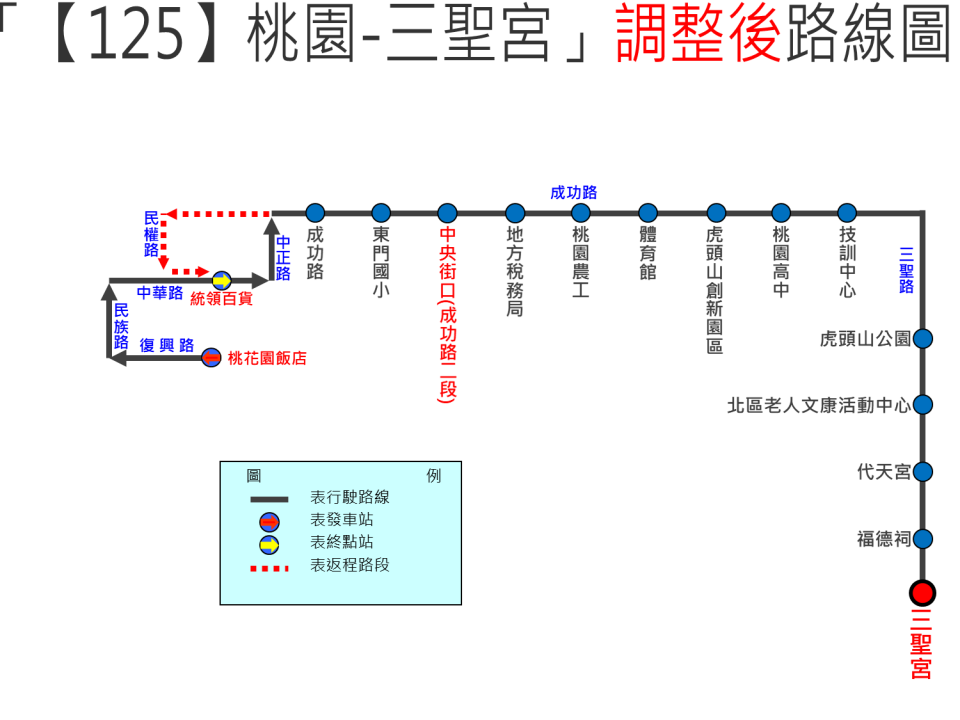 「【125】桃園-三聖宮」調整後路線圖
成功路
民權路
中正路
中華路
統領百貨
民族路
復興路
桃花園飯店
成功路
東門國小
中央街口(成功路二段)
地方稅務局
桃園農工
體育館
虎頭山創新園區
桃園高中
技訓中心
三聖路
虎頭山公園
北區老人文康活動中心
代天宮
福德祠
三聖宮
圖例
表行駛路線
表發車站
表終點站
表返程路段